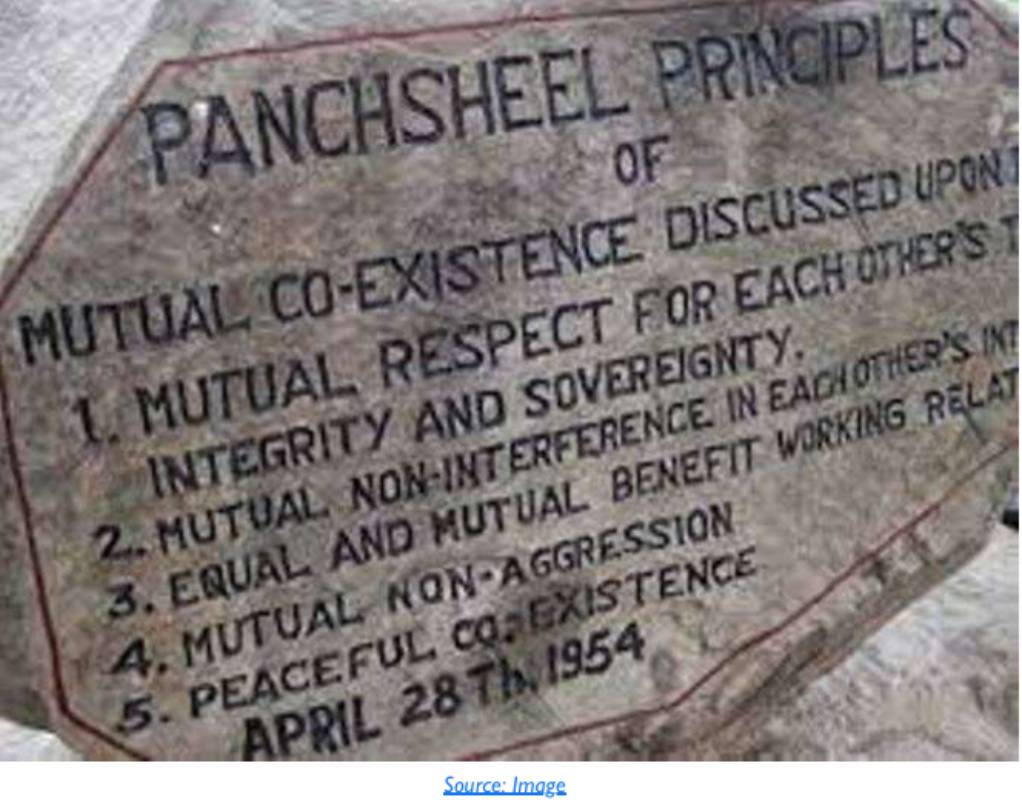 PANCHSHEEL PRINCIPLES
OF
MUTUAL CO-EXISTENCE DISCUSSED UPON
1. MUTUAL RESPECT FOR EACH OTHER'S T
INTEGRITY AND SOVEREIGNTY.
2. MUTUAL NON-INTERFERENCE IN EACH OTHER'S INT
3. EQUAL AND MUTUAL BENEFIT WORKING RELAT
4. MUTUAL NON-AGGRESSION
5. PEACEFUL CO-EXISTENCE
APRIL 28Th, 1954
Source: Image